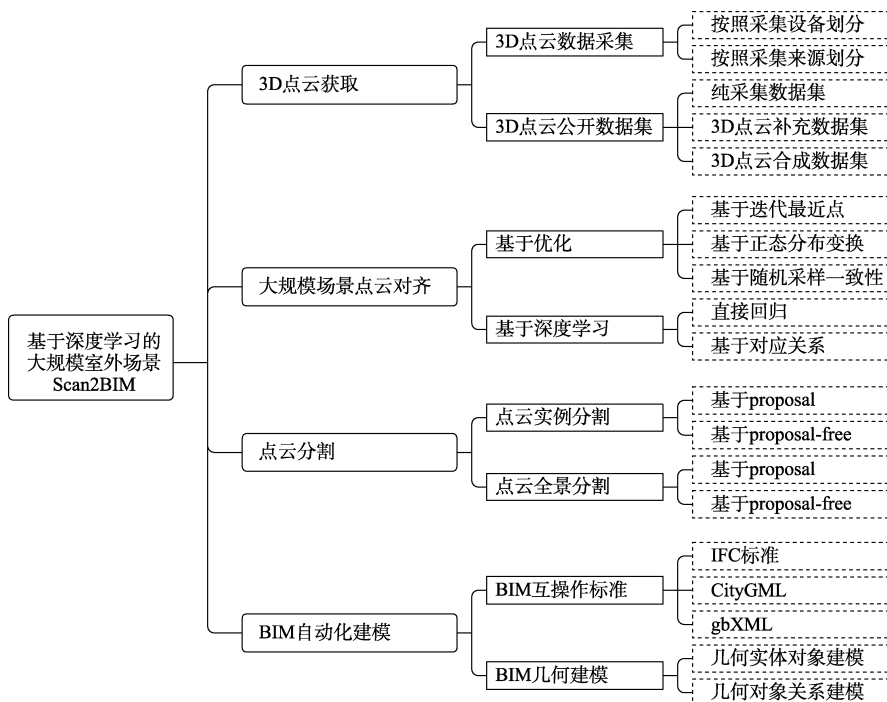 基于深度学习的
大规模室外场景
Scan2BIM
3D点云获取
3D点云数据采集
按照采集设备划分
按照采集来源划分
3D点云公开数据集
纯采集数据集
3D点云补充数据集
3D点云合成数据集
大规模场景点云对齐
基于优化
基于迭代最近点
基于正态分布变换
基于随机采样一致性
基于深度学习
直接回归
基于对应关系
点云分割
点云实例分割
基于proposal
基于proposal-free
点云全景分割
基于proposal
基于proposal-free
BIM自动化建模
BIM互操作标准
IFC标准
CityGML
gbXML
BIM几何建模
几何实体对象建模
几何对象关系建模